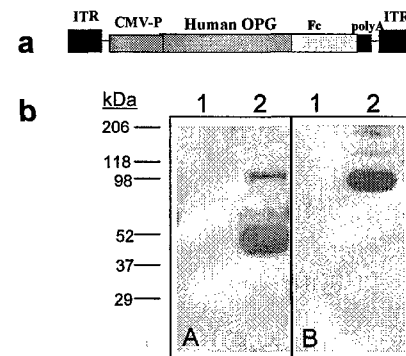 ITR ITR
a CMV-P Human OPG Fc polyA
b kDa 1 2 1 2
206
118
98
52
37
29
A B